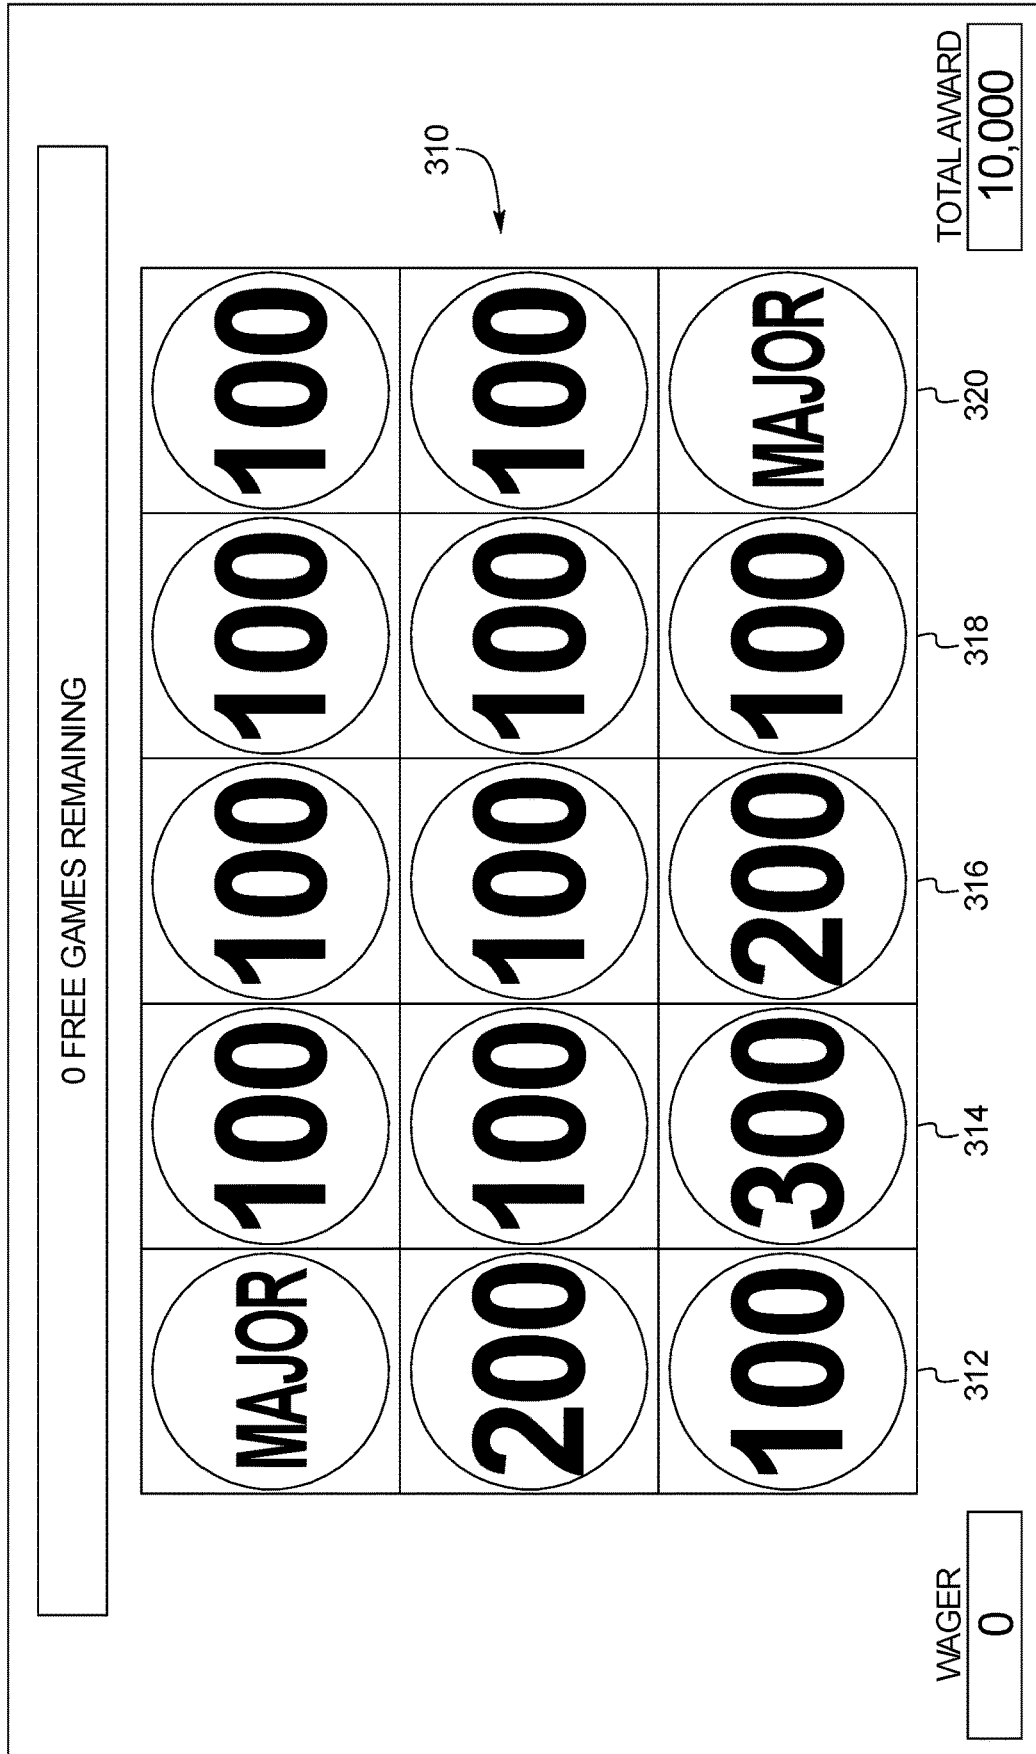 0 FREE GAMES REMAINING
310
MAJOR 100 100 100 100
200 100 100 100 100
100 300 200 100 MAJOR
312 314 316 318 320
WAGER
0
TOTAL AWARD
10,000